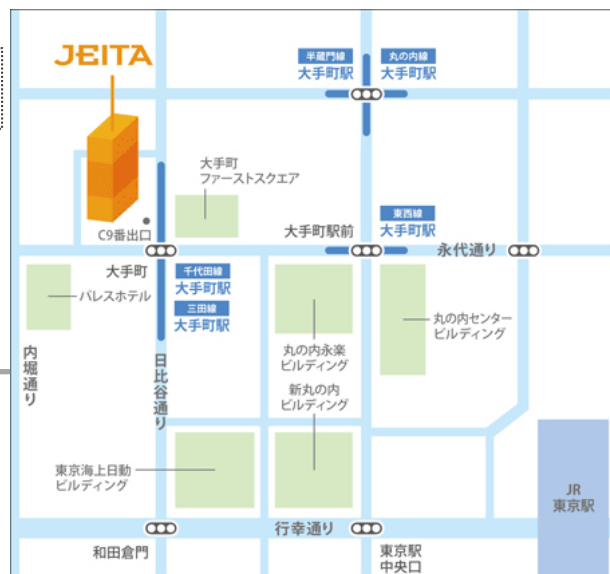 JEITA
半蔵門線
大手町駅
丸の内線
大手町駅
大手町
ファーストスクエア
C9番出口
大手町駅前
東西線
大手町駅
永代通り
大手町
千代田線
大手町駅
三田線
大手町駅
パレスホテル
丸の内センター
ビルディング
丸の内永楽
ビルディング
内堀通り
日比谷通り
新丸の内
ビルディング
東京海上日動
ビルディング
JR
東京駅
行幸通り
和田倉門
東京駅
中央口